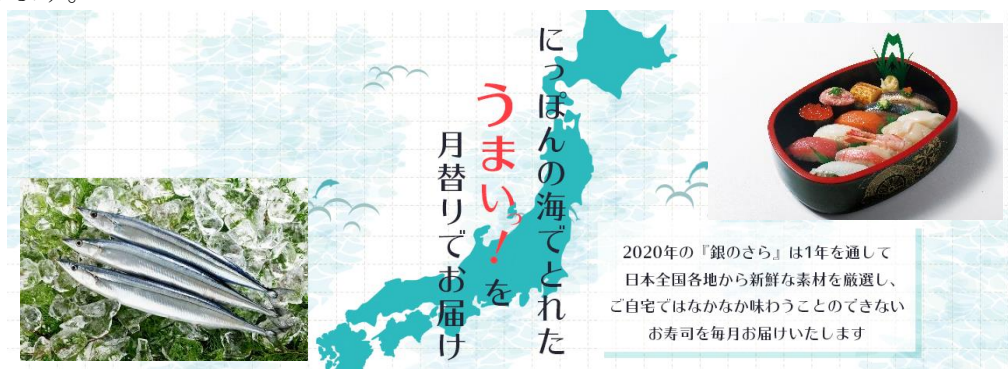 にっぽんの海でとれた
うまいっ！を
月替りでお届け
2020年の『銀のさら』は1年を通して
日本全国各地から新鮮な素材を厳選し、
ご自宅ではなかなか味わうことのできない
お寿司を毎月お届けいたします